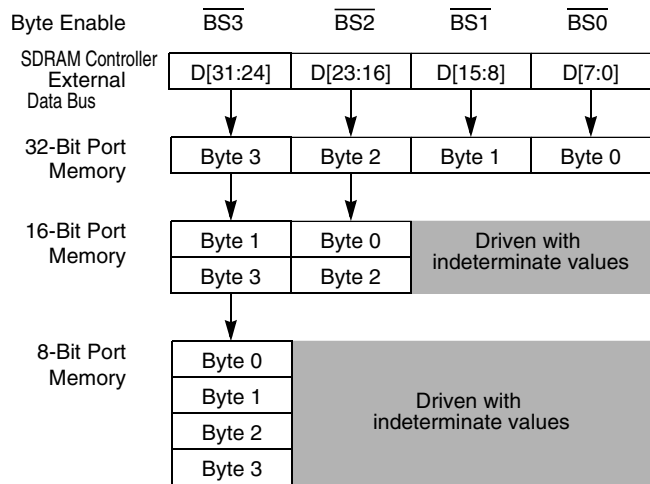 Byte Enable BS3 BS2 BS1 BS0
SDRAM Controller
External
Data Bus
D[31:24] D[23:16] D[15:8] D[7:0]
32-Bit Port
Memory
Byte 3 Byte 2 Byte 1 Byte 0
16-Bit Port
Memory
Byte 1 Byte 0
Byte 3 Byte 2
Driven with
indeterminate values
8-Bit Port
Memory
Byte 0
Byte 1
Byte 2
Byte 3
Driven with
indeterminate values